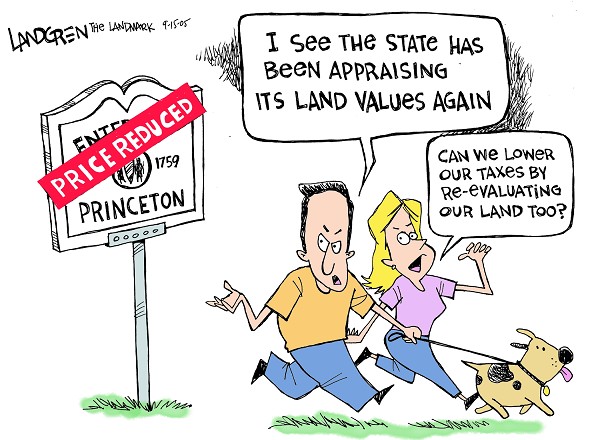 LANDGREN THE LANDMARK 9-15-05
I SEE THE STATE HAS
BEEN APPRAISING
ITS LAND VALUES AGAIN
CAN WE LOWER
OUR TAXES BY
RE-EVALUATING
OUR LAND TOO?
ENTE
PRICE REDUCED
1759
PRINCETON